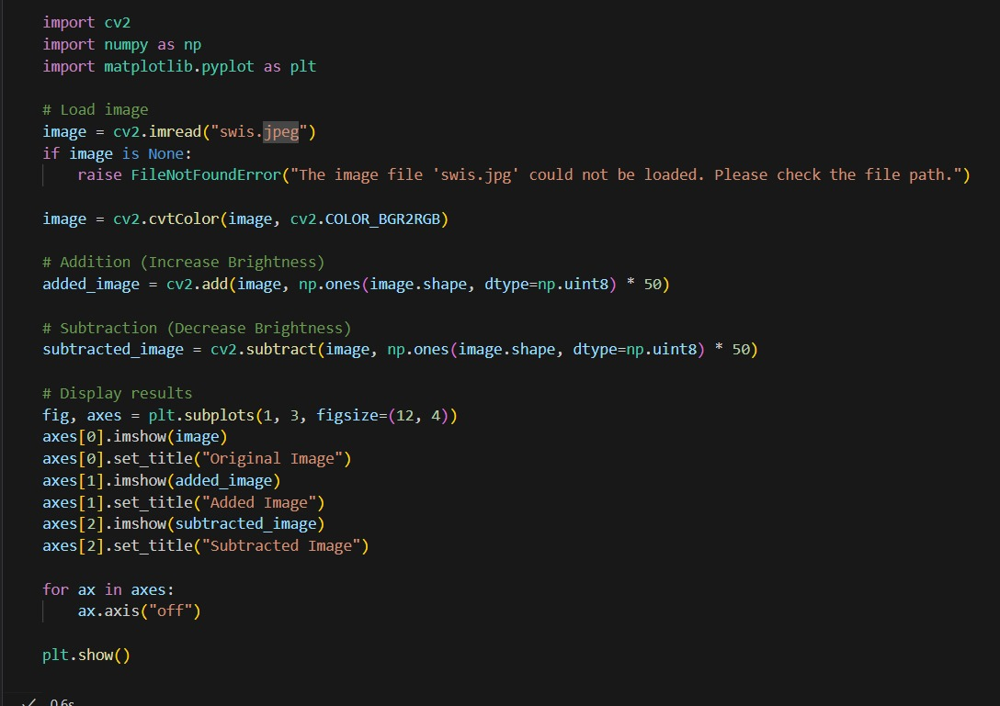 import cv2
import numpy as np
import matplotlib.pyplot as plt
# Load image
image = cv2.imread("swis.jpeg")
if image is None:
    raise FileNotFoundError("The image file 'swis.jpg' could not be loaded. Please check the file path.")
image = cv2.cvtColor(image, cv2.COLOR_BGR2RGB)
# Addition (Increase Brightness)
added_image = cv2.add(image, np.ones(image.shape, dtype=np.uint8) * 50)
# Subtraction (Decrease Brightness)
subtracted_image = cv2.subtract(image, np.ones(image.shape, dtype=np.uint8) * 50)
# Display results
fig, axes = plt.subplots(1, 3, figsize=(12, 4))
axes[0].imshow(image)
axes[0].set_title("Original Image")
axes[1].imshow(added_image)
axes[1].set_title("Added Image")
axes[2].imshow(subtracted_image)
axes[2].set_title("Subtracted Image")
for ax in axes:
    ax.axis("off")
plt.show()
0.6s